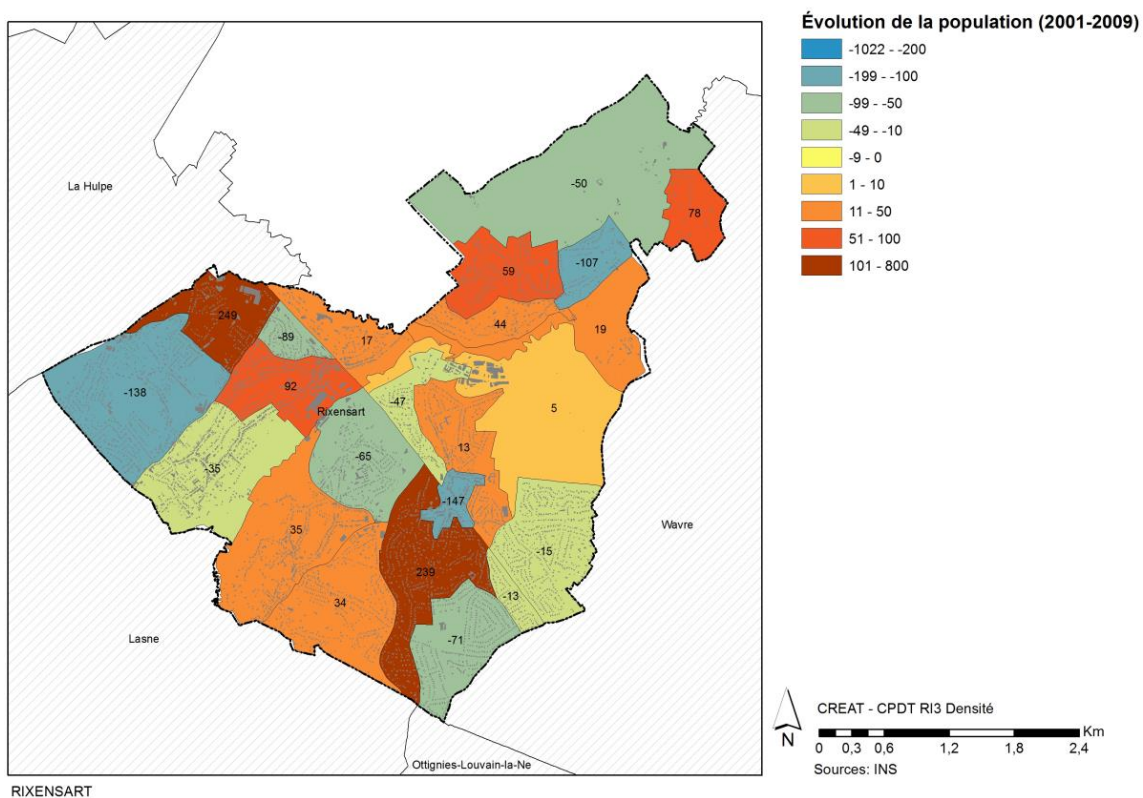 Évolution de la population (2001-2009)
-1022 - -200
-199 - -100
-99 - -50
-49 - -10
-9 - 0
1 - 10
11 - 50
51 - 100
101 - 800
La Hulpe
-50
78
59
-107
249
44
19
-89
17
-138
92
5
-47
Rixensart
13
-65
-35
-147
Wavre
35
-15
239
-13
34
Lasne
-71
Ottignies-Louvain-la-Ne
CREAT - CPDT RI3 Densité
N
Km
0 0,3 0,6 1,2 1,8 2,4
Sources: INS
RIXENSART